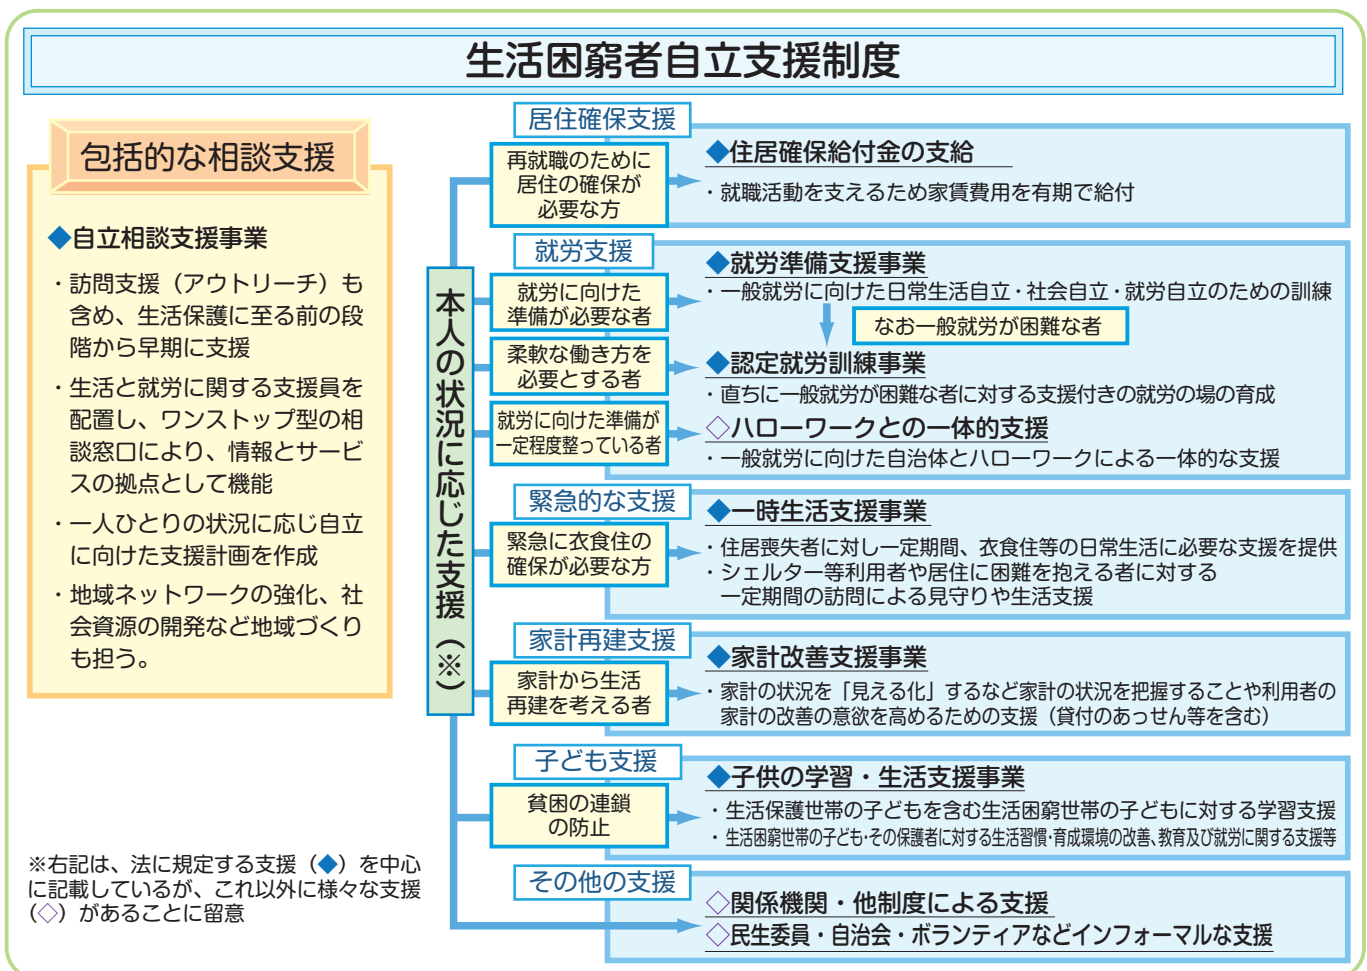 生活困窮者自立支援制度
包括的な相談支援
◆自立相談支援事業
・訪問支援（アウトリーチ）も
含め、生活保護に至る前の段
階から早期に支援
・生活と就労に関する支援員を
配置し、ワンストップ型の相
談窓口により、情報とサービ
スの拠点として機能
・一人ひとりの状況に応じ自立
に向けた支援計画を作成
・地域ネットワークの強化、社
会資源の開発など地域づくり
も担う。
※右記は、法に規定する支援（◆）を中心
に記載しているが、これ以外に様々な支援
（◇）があることに留意
本人の状況に応じた支援（※）
居住確保支援
再就職のために
居住の確保が
必要な方
◆住居確保給付金の支給
・就職活動を支えるため家賃費用を有期で給付
就労支援
就労に向けた
準備が必要な者
◆就労準備支援事業
・一般就労に向けた日常生活自立・社会自立・就労自立のための訓練
なお一般就労が困難な者
柔軟な働き方を
必要とする者
◆認定就労訓練事業
・直ちに一般就労が困難な者に対する支援付きの就労の場の育成
就労に向けた準備が
一定程度整っている者
◇ハローワークとの一体的支援
・一般就労に向けた自治体とハローワークによる一体的な支援
緊急的な支援
緊急に衣食住の
確保が必要な方
◆一時生活支援事業
・住居喪失者に対し一定期間、衣食住等の日常生活に必要な支援を提供
・シェルター等利用者や居住に困難を抱える者に対する
一定期間の訪問による見守りや生活支援
家計再建支援
家計から生活
再建を考える者
◆家計改善支援事業
・家計の状況を「見える化」するなど家計の状況を把握することや利用者の
家計の改善の意欲を高めるための支援（貸付のあっせん等を含む）
子ども支援
貧困の連鎖
の防止
◆子供の学習・生活支援事業
・生活保護世帯の子どもを含む生活困窮世帯の子どもに対する学習支援
・生活困窮世帯の子ども・その保護者に対する生活習慣・育成環境の改善、教育及び就労に関する支援等
その他の支援
◇関係機関・他制度による支援
◇民生委員・自治会・ボランティアなどインフォーマルな支援